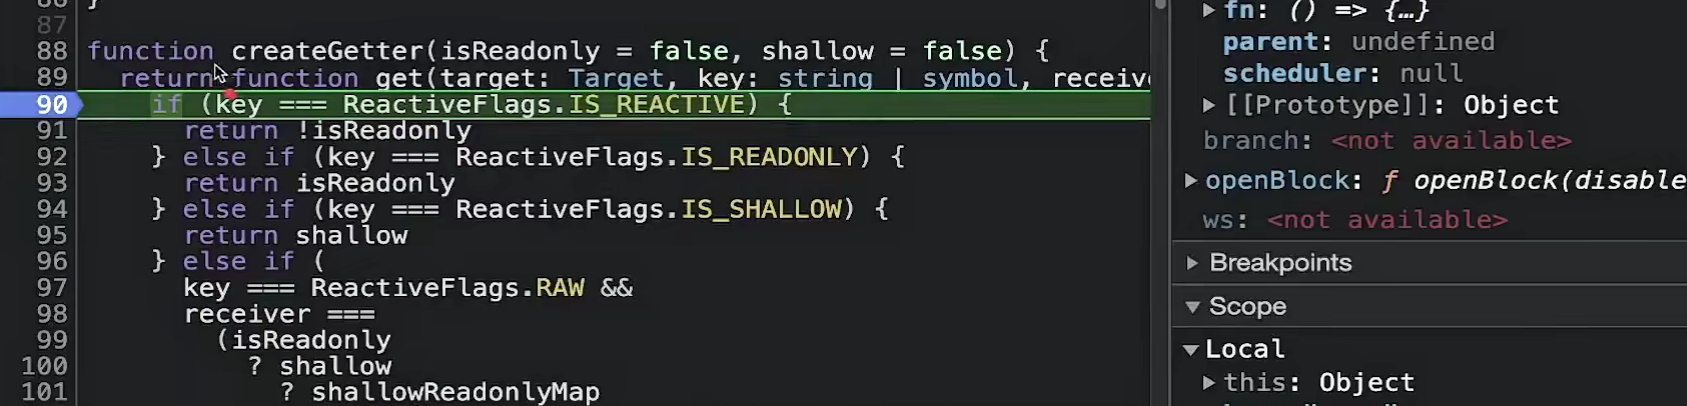 86 }
87
88 function createGetter(isReadonly = false, shallow = false) {
89 return function get(target: Target, key: string | symbol, receive
90 if (key === ReactiveFlags.IS_REACTIVE) {
91 return !isReadonly
92 } else if (key === ReactiveFlags.IS_READONLY) {
93 return isReadonly
94 } else if (key === ReactiveFlags.IS_SHALLOW) {
95 return shallow
96 } else if (
97 key === ReactiveFlags.RAW &&
98 receiver ===
99 (isReadonly
100 ? shallow
101 ? shallowReadonlyMap
fn: () => {…}
parent: undefined
scheduler: null
[[Prototype]]: Object
branch: <not available>
openBlock: ƒ openBlock(disable
ws: <not available>
Breakpoints
Scope
Local
this: Object